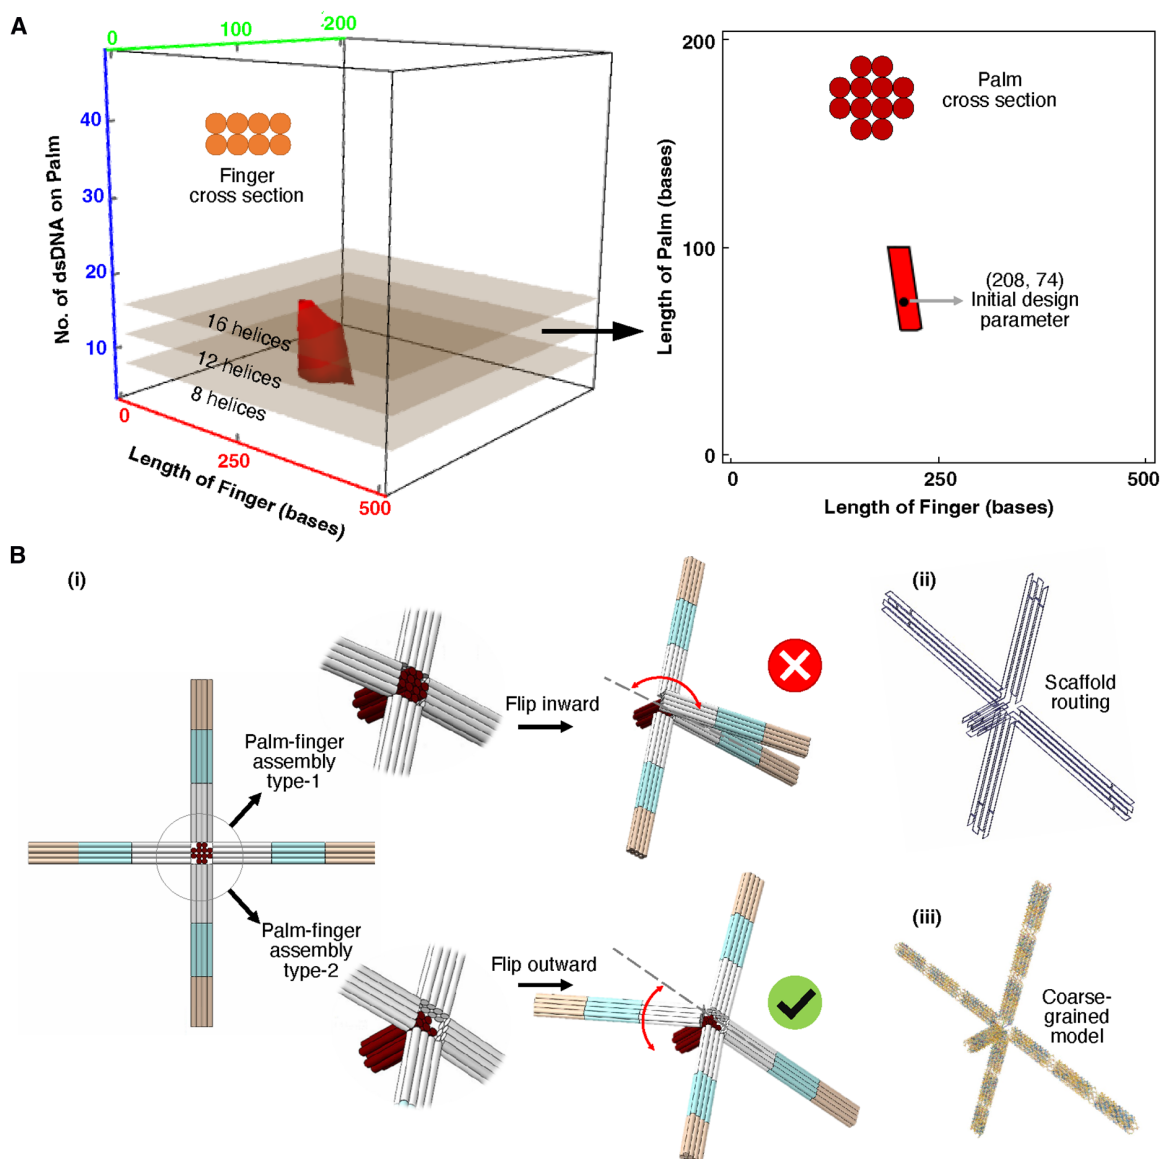 A
0
100
200
40
30
20
10
No. of dsDNA on Palm
Finger
cross section
16 helices
12 helices
8 helices
0
250
500
Length of Finger (bases)
200
100
0
Length of Palm (bases)
Palm
cross section
(208, 74)
Initial design
parameter
0
250
500
Length of Finger (bases)
B
(i)
Palm-finger
assembly
type-1
Palm-finger
assembly
type-2
Flip inward
Flip outward
(ii)
Scaffold
routing
(iii)
Coarse-
grained
model